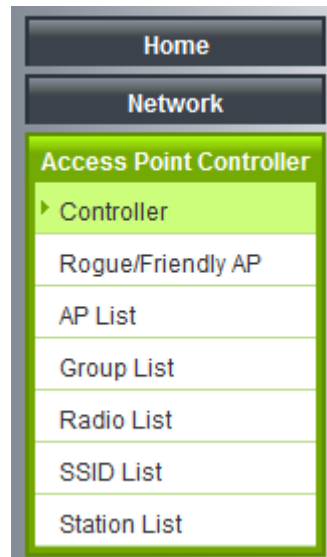 Home
Network
Access Point Controller
Controller
Rogue/Friendly AP
AP List
Group List
Radio List
SSID List
Station List